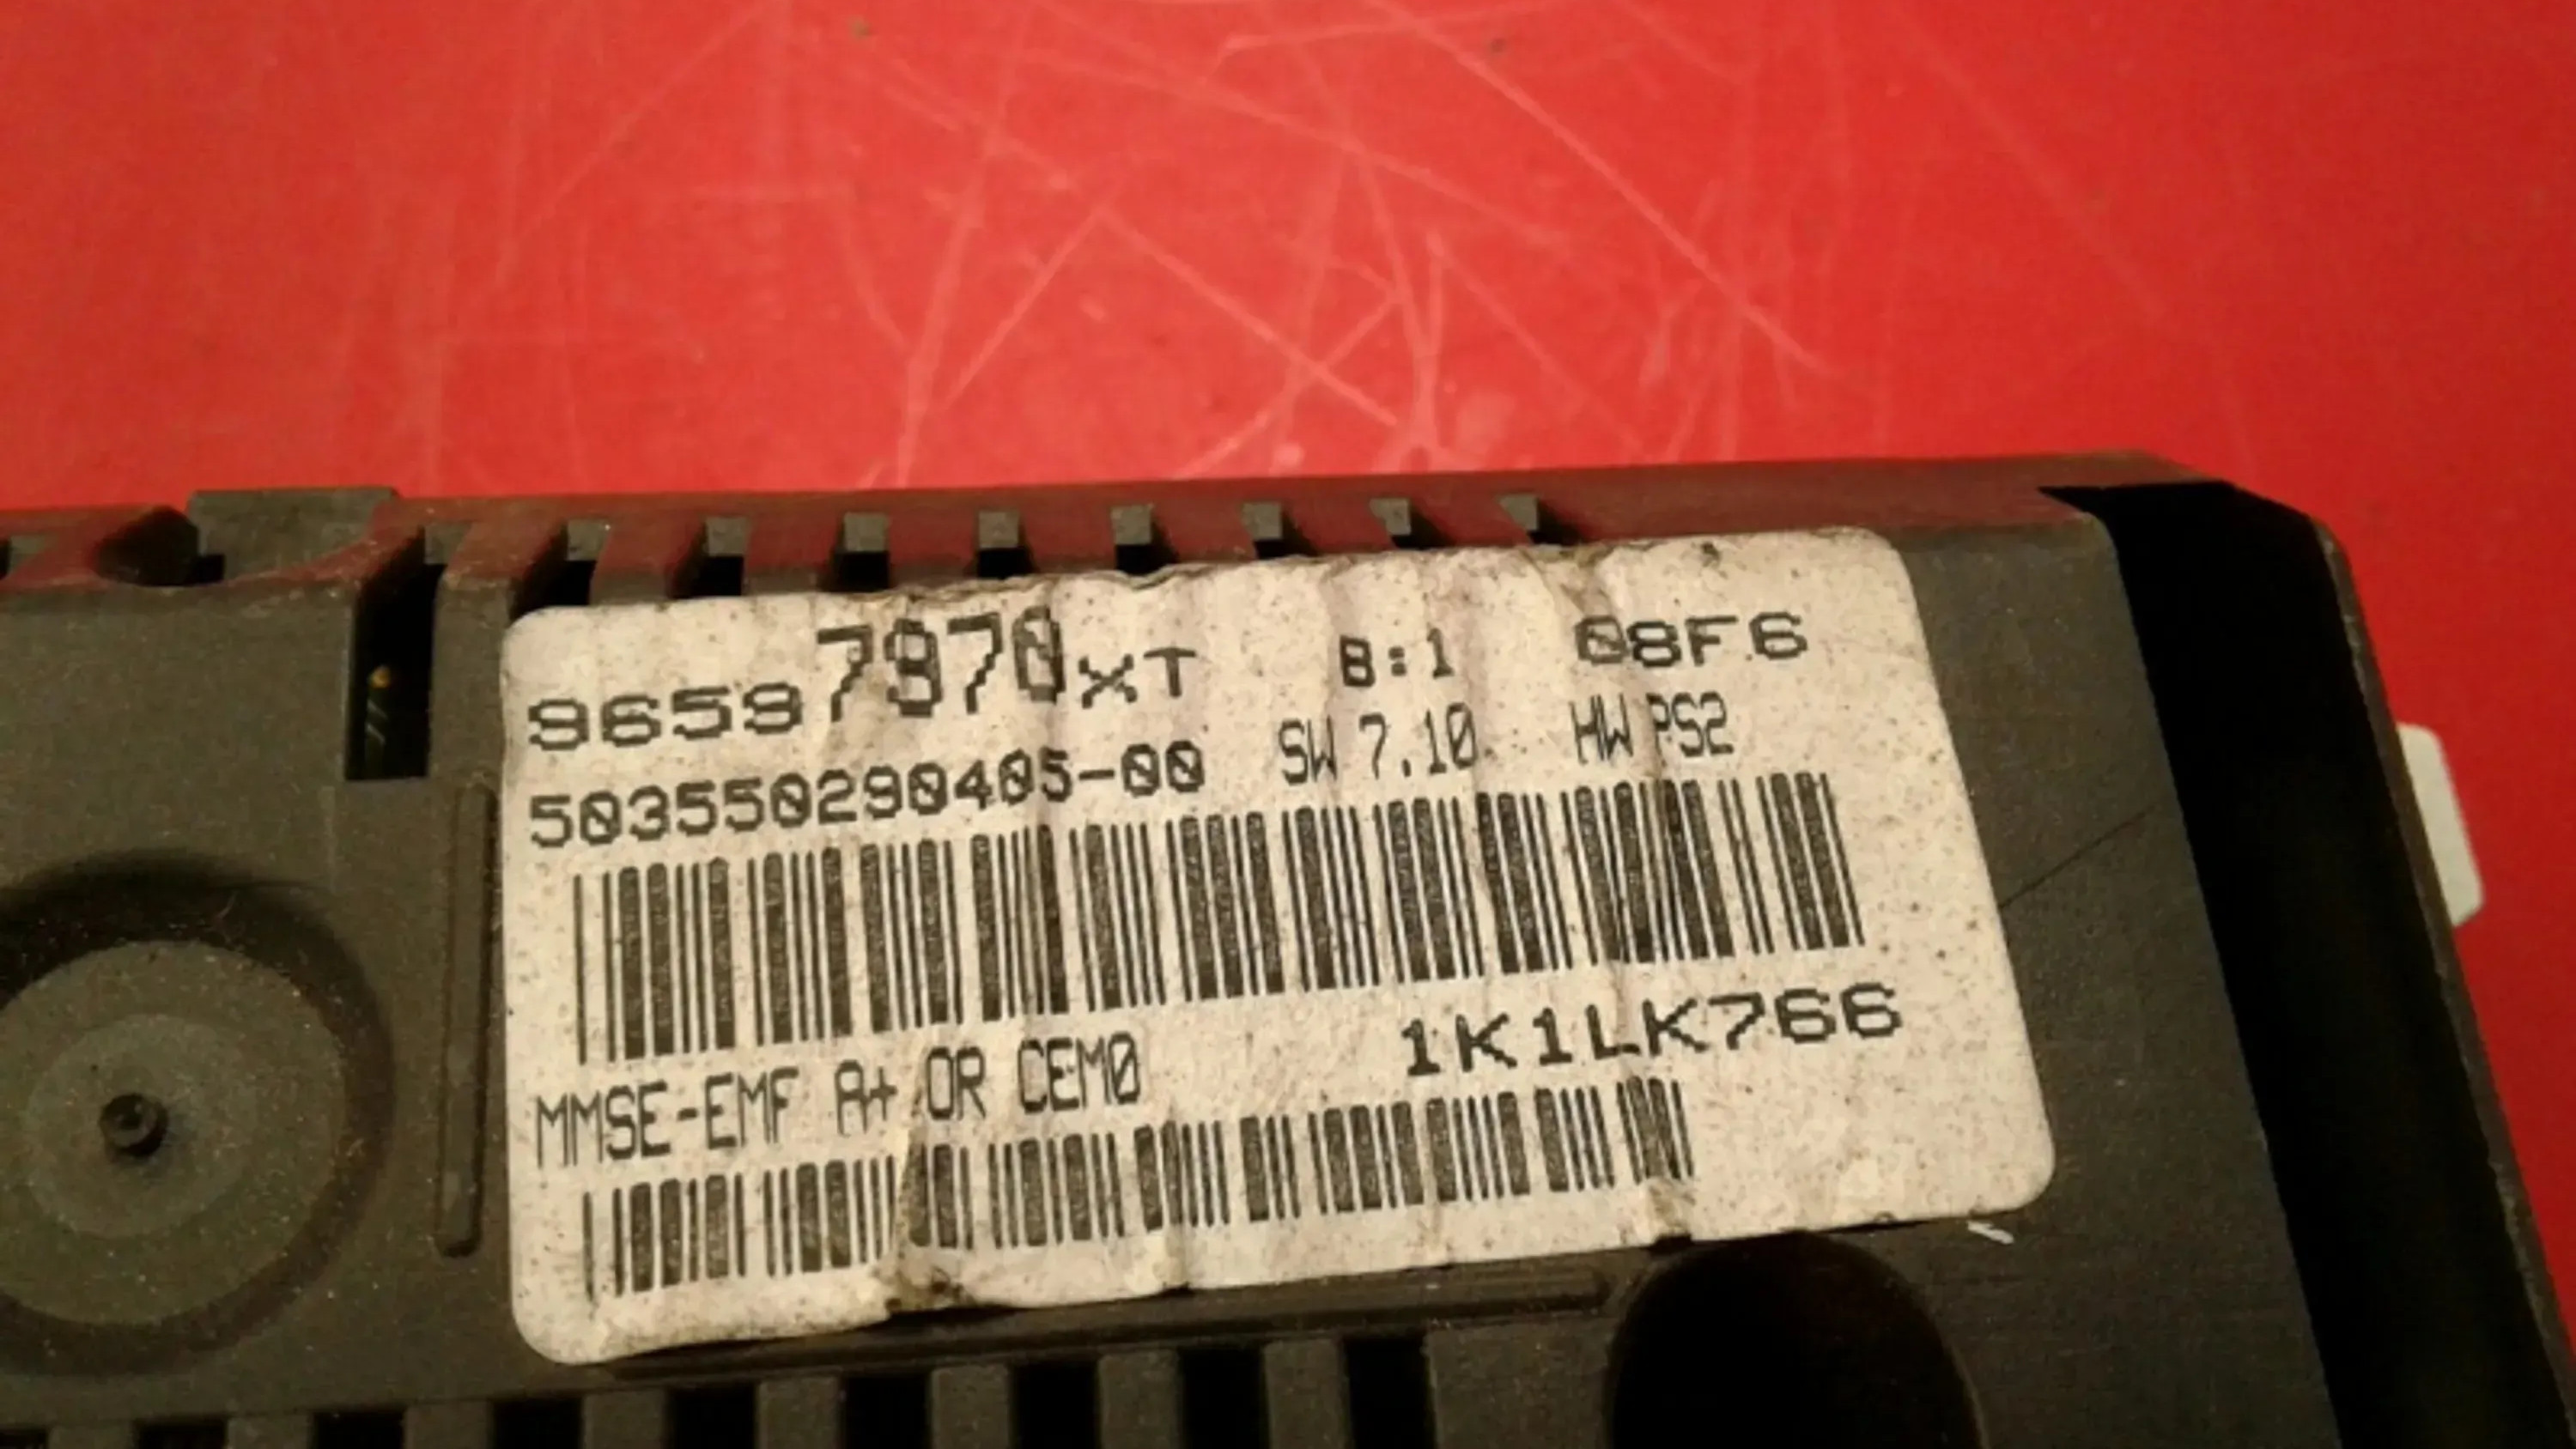 96597970XT B:1 08F6
503550290405-00 SW 7.10 HW PS2
MMSE-EMF A+ OR CEM0 1K1LK766